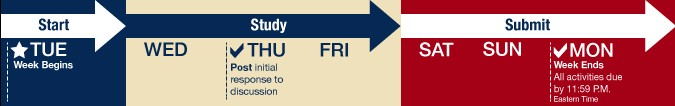 Start
Study
Submit
TUE
Week Begins
WED
THU
Post initial
response to
discussion
FRI
SAT
SUN
MON
Week Ends
All activities due
by 11:59 P.M.
Eastern Time